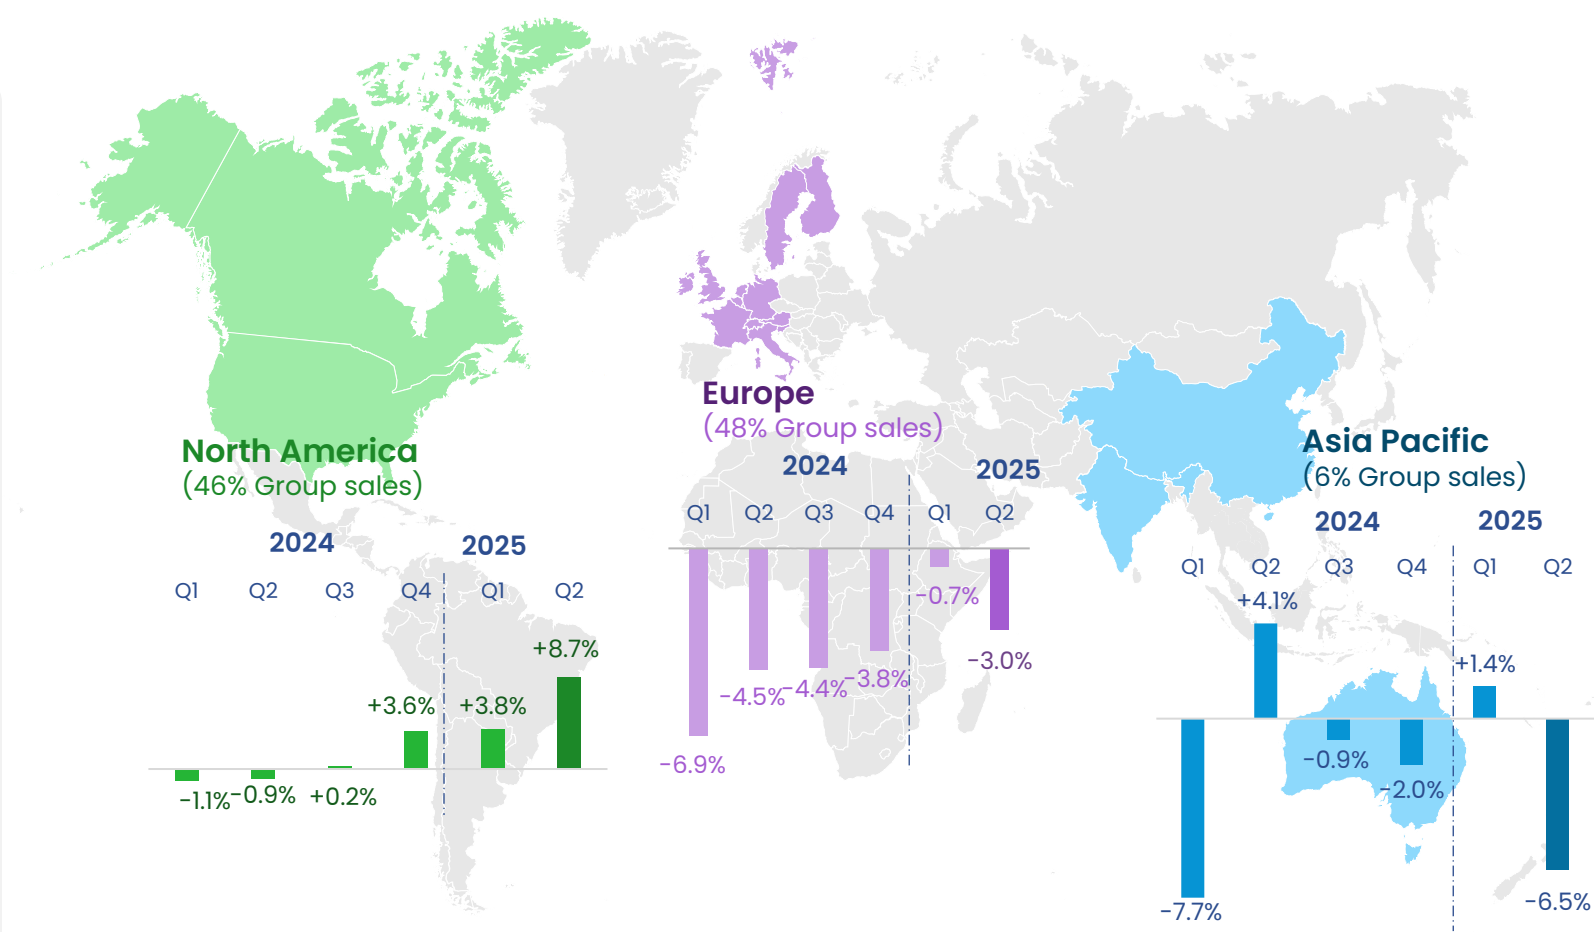 North America
(46% Group sales)
2024 2025
Q1 Q2 Q3 Q4 Q1 Q2
-1.1% -0.9% +0.2% +3.6% +3.8% +8.7%
Europe
(48% Group sales)
2024 2025
Q1 Q2 Q3 Q4 Q1 Q2
-6.9% -4.5% -4.4% -3.8% -0.7% -3.0%
Asia Pacific
(6% Group sales)
2024 2025
Q1 Q2 Q3 Q4 Q1 Q2
-7.7% +4.1% -0.9% -2.0% +1.4% -6.5%